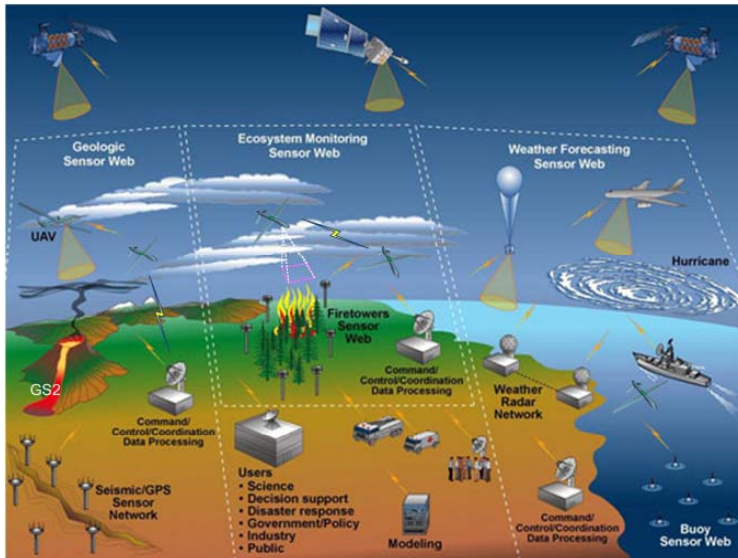 Geologic
Sensor Web
Ecosystem Monitoring
Sensor Web
Weather Forecasting
Sensor Web
UAV
Hurricane
Firetowers
Sensor
Web
GS2
Command/
Control/Coordination
Data Processing
Command/
Control/Coordination
Data Processing
Weather
Radar
Network
Users
• Science
• Decision support
• Disaster response
• Government/Policy
• Industry
• Public
Seismic/GPS
Sensor
Network
Modeling
Command/
Control/Coordination
Data Processing
Buoy
Sensor Web